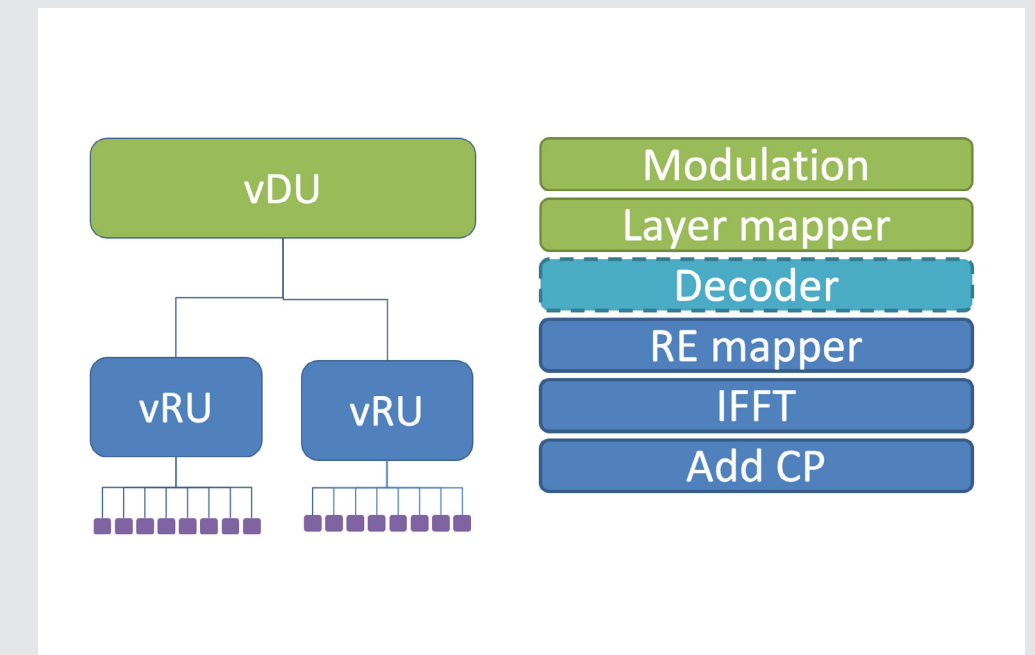 vDU
vRU
vRU
Modulation
Layer mapper
Decoder
RE mapper
IFFT
Add CP